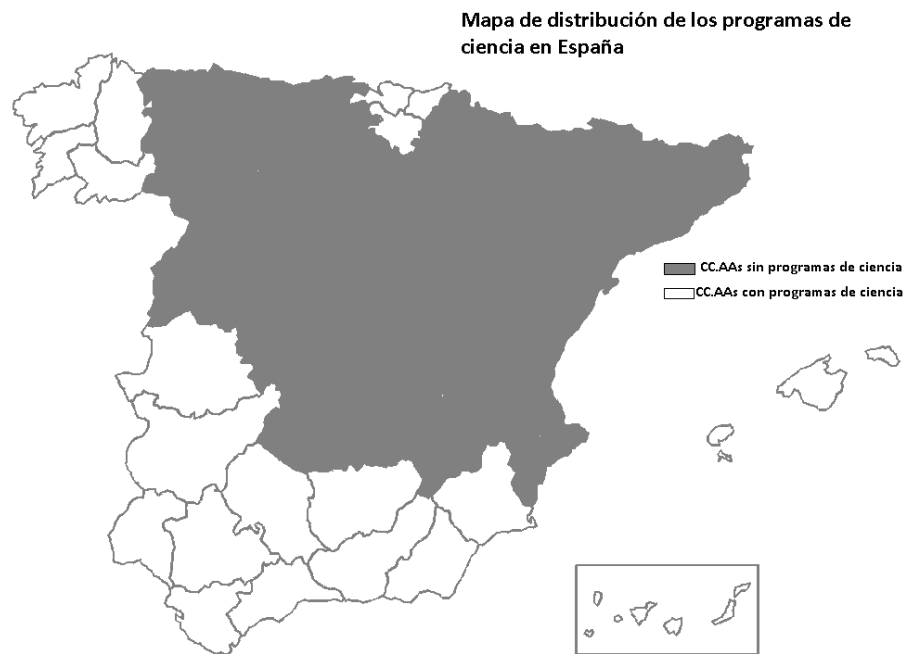 Mapa de distribución de los programas de
ciencia en España
CC.AAs sin programas de ciencia
CC.AAs con programas de ciencia